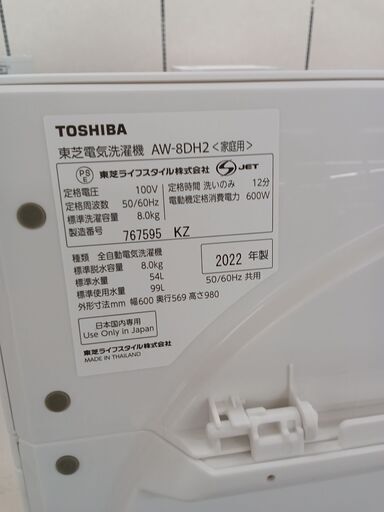 TOSHIBA
東芝電気洗濯機 AW-8DH2<家庭用>
PS E 東芝ライフスタイル株式会社 S JET
定格電圧 100V 定格時間 洗いのみ 12分
定格周波数 50/60Hz 電動機定格消費電力 600W
標準洗濯容量 8.0kg
製造番号 767595 KZ
種類 全自動電気洗濯機
標準脱水容量 8.0kg 2022 年製
標準水量 54L 50/60Hz 共用
標準使用水量 99L
外形寸法mm 幅600 奥行569 高さ980
日本国内専用
Use Only in Japan
東芝ライフスタイル株式会社
MADE IN THAILAND